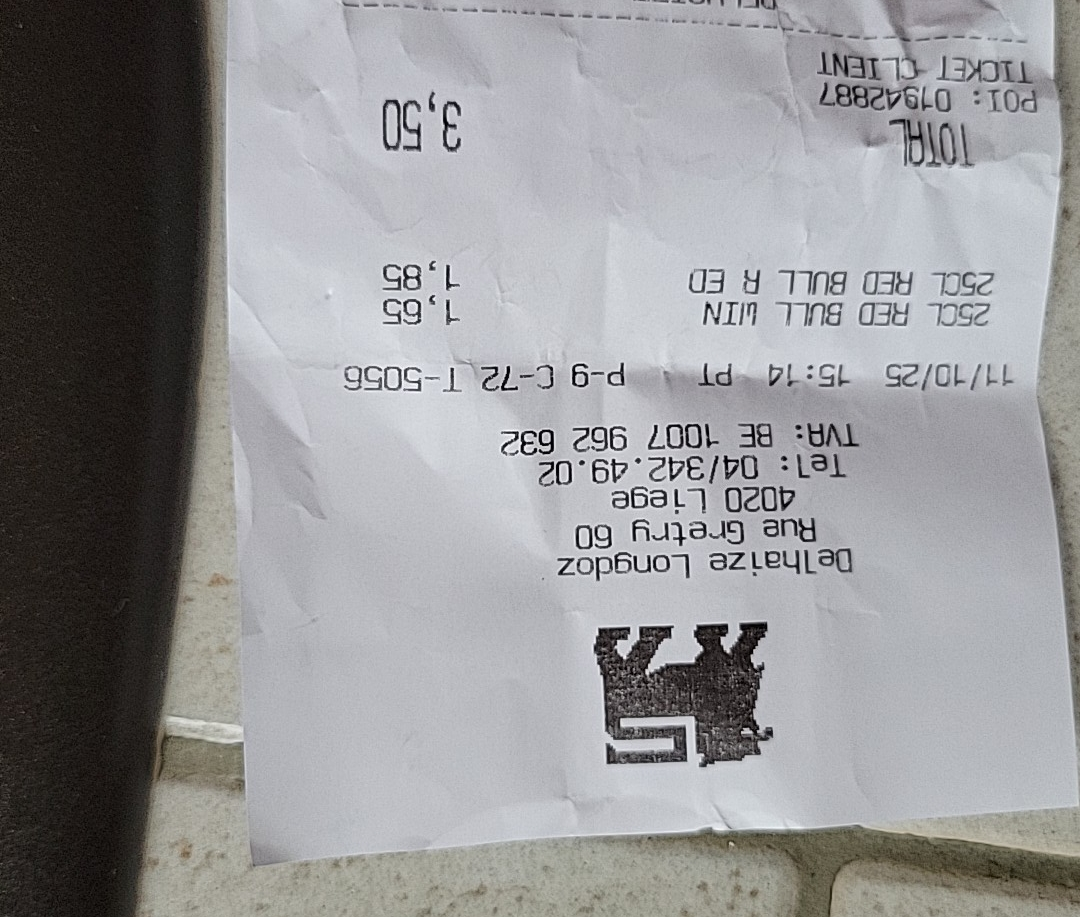 Delhaize Longdoz
Rue Gretry 60
4020 Liege
Tel: 04/342.49.02
TVA: BE 1007 962 632
11/10/25 15:14 PT P-9 C-72 T-5056
25CL RED BULL WIN 1,65
25CL RED BULL R ED 1,85
TOTAL 3,50
POI: 01942887
TICKET CLIENT